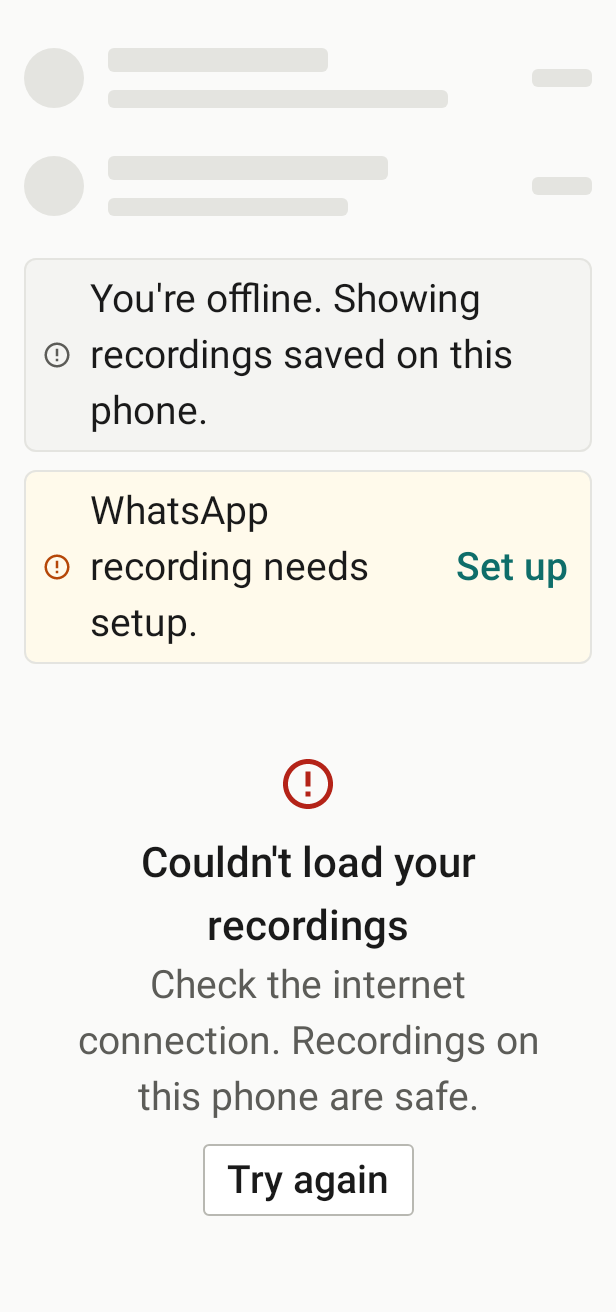 You're offline. Showing
recordings saved on this
phone.
WhatsApp
recording needs
setup.
Set up
Couldn't load your
recordings
Check the internet
connection. Recordings on
this phone are safe.
Try again